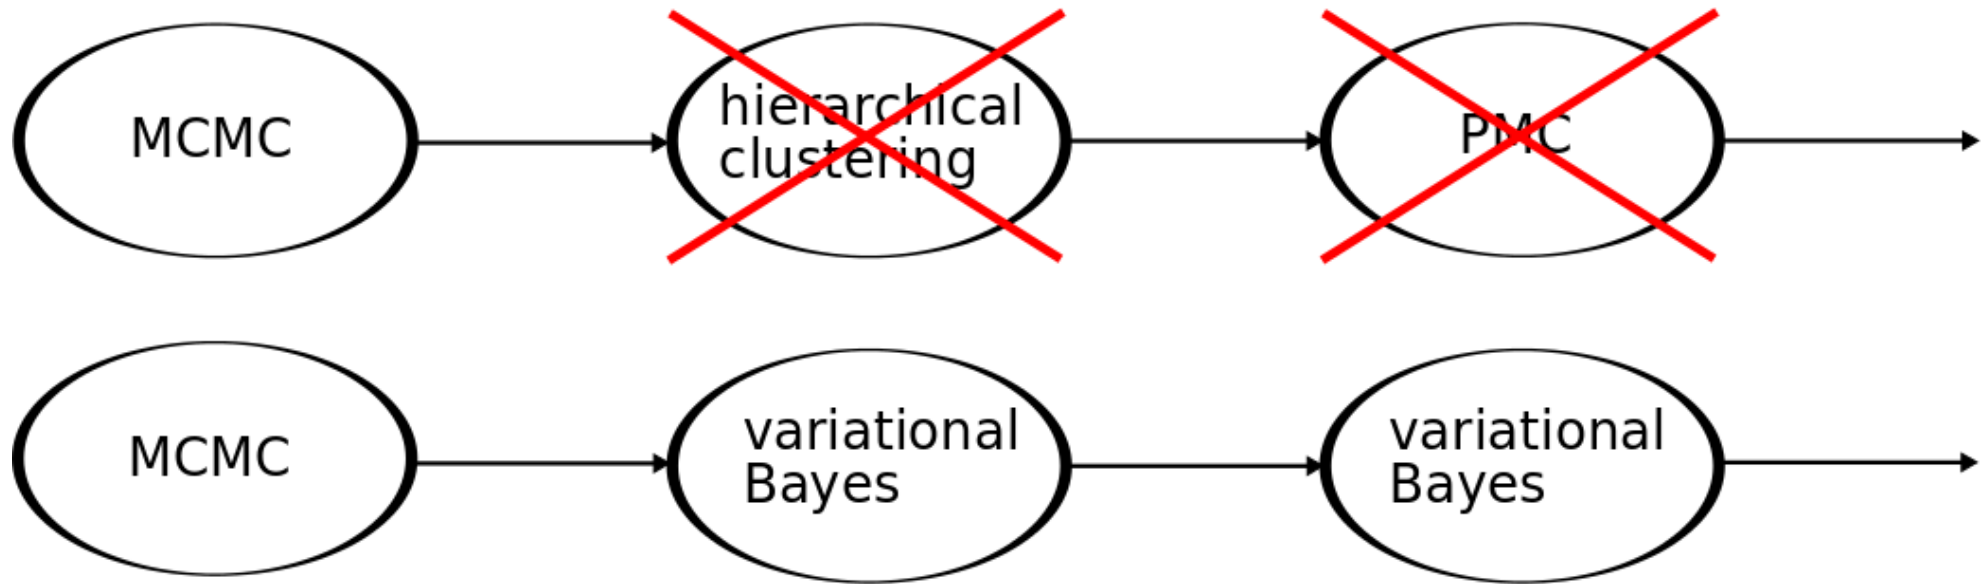 MCMC
hierarchical
clustering
PMC
MCMC
variational
Bayes
variational
Bayes